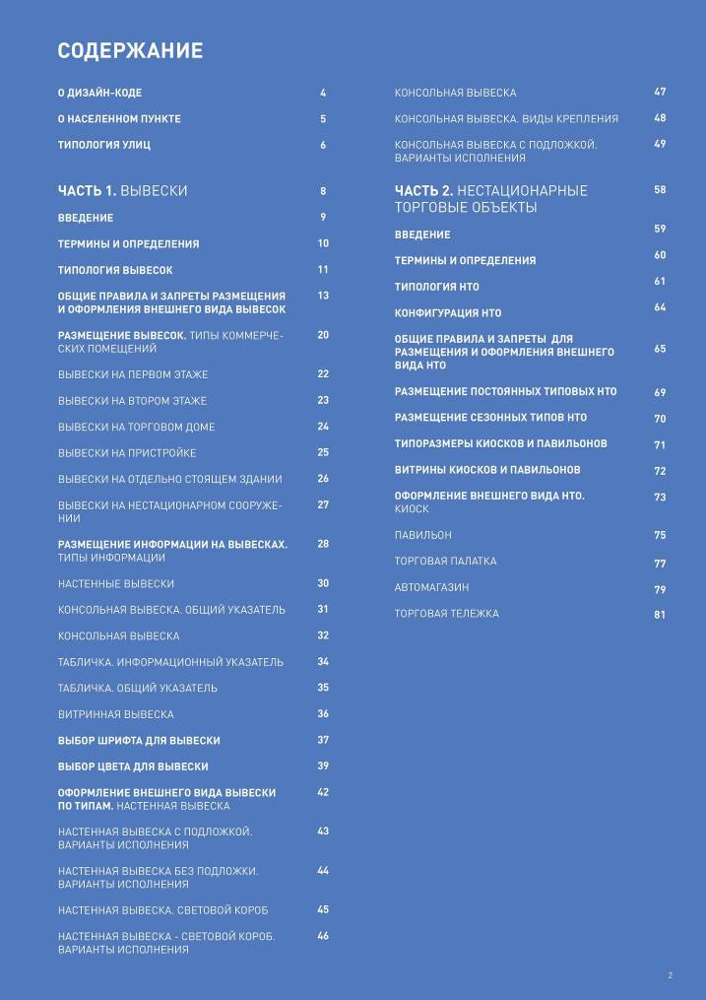 СОДЕРЖАНИЕ
О ДИЗАЙН-КОДЕ 4
О НАСЕЛЕННОМ ПУНКТЕ 5
ТИПОЛОГИЯ УЛИЦ 6
ЧАСТЬ 1. ВЫВЕСКИ 8
ВВЕДЕНИЕ 9
ТЕРМИНЫ И ОПРЕДЕЛЕНИЯ 10
ТИПОЛОГИЯ ВЫВЕСОК 11
ОБЩИЕ ПРАВИЛА И ЗАПРЕТЫ РАЗМЕЩЕНИЯ 13
И ОФОРМЛЕНИЯ ВНЕШНЕГО ВИДА ВЫВЕСОК
РАЗМЕЩЕНИЕ ВЫВЕСОК. ТИПЫ КОММЕРЧЕ- 20
СКИХ ПОМЕЩЕНИЙ
ВЫВЕСКИ НА ПЕРВОМ ЭТАЖЕ 22
ВЫВЕСКИ НА ВТОРОМ ЭТАЖЕ 23
ВЫВЕСКИ НА ТОРГОВОМ ДОМЕ 24
ВЫВЕСКИ НА ПРИСТРОЙКЕ 25
ВЫВЕСКИ НА ОТДЕЛЬНО СТОЯЩЕМ ЗДАНИИ 26
ВЫВЕСКИ НА НЕСТАЦИОНАРНОМ СООРУЖЕ- 27
НИИ
РАЗМЕЩЕНИЕ ИНФОРМАЦИИ НА ВЫВЕСКАХ. 28
ТИПЫ ИНФОРМАЦИИ
НАСТЕННЫЕ ВЫВЕСКИ 30
КОНСОЛЬНАЯ ВЫВЕСКА. ОБЩИЙ УКАЗАТЕЛЬ 31
КОНСОЛЬНАЯ ВЫВЕСКА 32
ТАБЛИЧКА. ИНФОРМАЦИОННЫЙ УКАЗАТЕЛЬ 34
ТАБЛИЧКА. ОБЩИЙ УКАЗАТЕЛЬ 35
ВИТРИННАЯ ВЫВЕСКА 36
ВЫБОР ШРИФТА ДЛЯ ВЫВЕСКИ 37
ВЫБОР ЦВЕТА ДЛЯ ВЫВЕСКИ 39
ОФОРМЛЕНИЕ ВНЕШНЕГО ВИДА ВЫВЕСКИ 42
ПО ТИПАМ. НАСТЕННАЯ ВЫВЕСКА
НАСТЕННАЯ ВЫВЕСКА С ПОДЛОЖКОЙ. 43
ВАРИАНТЫ ИСПОЛНЕНИЯ
НАСТЕННАЯ ВЫВЕСКА БЕЗ ПОДЛОЖКИ. 44
ВАРИАНТЫ ИСПОЛНЕНИЯ
НАСТЕННАЯ ВЫВЕСКА. СВЕТОВОЙ КОРОБ 45
НАСТЕННАЯ ВЫВЕСКА - СВЕТОВОЙ КОРОБ. 46
ВАРИАНТЫ ИСПОЛНЕНИЯ
КОНСОЛЬНАЯ ВЫВЕСКА 47
КОНСОЛЬНАЯ ВЫВЕСКА. ВИДЫ КРЕПЛЕНИЯ 48
КОНСОЛЬНАЯ ВЫВЕСКА С ПОДЛОЖКОЙ. 49
ВАРИАНТЫ ИСПОЛНЕНИЯ
ЧАСТЬ 2. НЕСТАЦИОНАРНЫЕ 58
ТОРГОВЫЕ ОБЪЕКТЫ
ВВЕДЕНИЕ 59
ТЕРМИНЫ И ОПРЕДЕЛЕНИЯ 60
ТИПОЛОГИЯ НТО 61
КОНФИГУРАЦИЯ НТО 64
ОБЩИЕ ПРАВИЛА И ЗАПРЕТЫ ДЛЯ
РАЗМЕЩЕНИЯ И ОФОРМЛЕНИЯ ВНЕШНЕГО 65
ВИДА НТО
РАЗМЕЩЕНИЕ ПОСТОЯННЫХ ТИПОВЫХ НТО 69
РАЗМЕЩЕНИЕ СЕЗОННЫХ ТИПОВ НТО 70
ТИПОРАЗМЕРЫ КИОСКОВ И ПАВИЛЬОНОВ 71
ВИТРИНЫ КИОСКОВ И ПАВИЛЬОНОВ 72
ОФОРМЛЕНИЕ ВНЕШНЕГО ВИДА НТО. 73
КИОСК
ПАВИЛЬОН 75
ТОРГОВАЯ ПАЛАТКА 77
АВТОМАГАЗИН 79
ТОРГОВАЯ ТЕЛЕЖКА 81
2